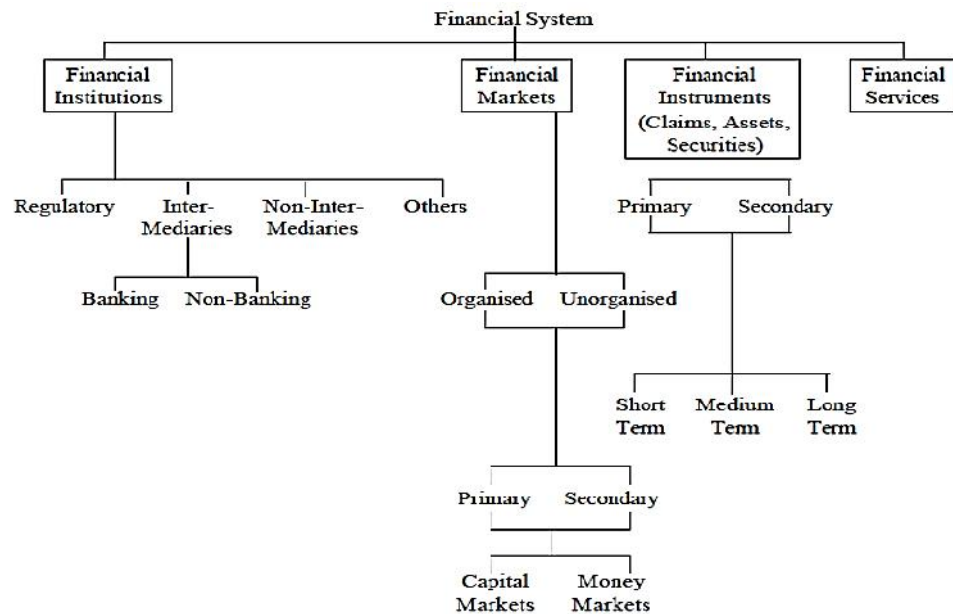 Financial System
Financial
Institutions
Financial
Markets
Financial
Instruments
(Claims, Assets,
Securities)
Financial
Services
Regulatory
Inter-
Mediaries
Non-Inter-
Mediaries
Others
Primary
Secondary
Banking
Non-Banking
Organised
Unorganised
Short
Term
Medium
Term
Long
Term
Primary
Secondary
Capital
Markets
Money
Markets